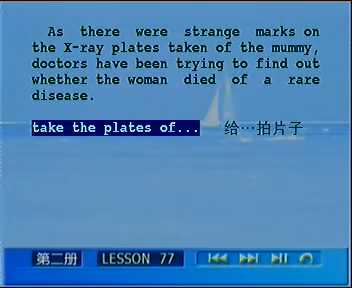 As there were strange marks on
the X-ray plates taken of the mummy,
doctors have been trying to find out
whether the woman died of a rare
disease.
take the plates of... 给…拍片子
第二册 LESSON 77